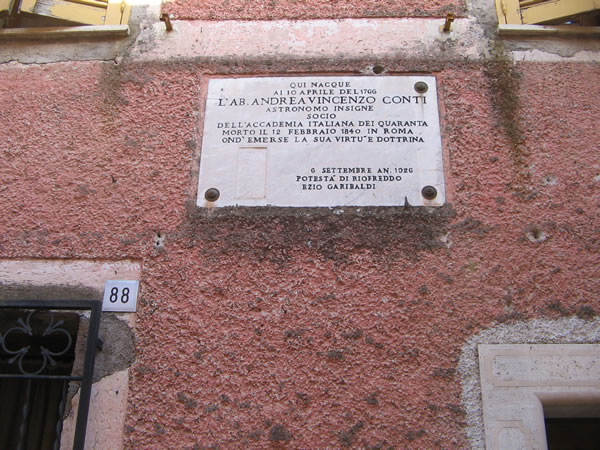 QUI NACQUE
AI 10 APRILE DEL 1766
L'AB. ANDREA VINCENZO CONTI
ASTRONOMO INSIGNE
SOCIO
DELL'ACCADEMIA ITALIANA DEI QUARANTA
MORTO IL 12 FEBBRAIO 1840 IN ROMA
OND'EMERSE LA SUA VIRTU' E DOTTRINA
6 SETTEMBRE AN. 1926
POTESTÀ DI RIOFREDDO
EZIO GARIBALDI
88